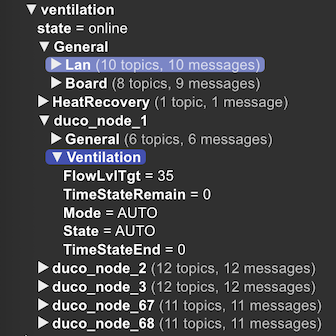 ▼ ventilation
state = online
▼ General
▶ Lan (10 topics, 10 messages)
▶ Board (8 topics, 9 messages)
▶ HeatRecovery (1 topic, 1 message)
▼ duco_node_1
▶ General (6 topics, 6 messages)
▼ Ventilation
FlowLvlTgt = 35
TimeStateRemain = 0
Mode = AUTO
State = AUTO
TimeStateEnd = 0
▶ duco_node_2 (12 topics, 12 messages)
▶ duco_node_3 (12 topics, 12 messages)
▶ duco_node_67 (11 topics, 11 messages)
▶ duco_node_68 (11 topics, 11 messages)